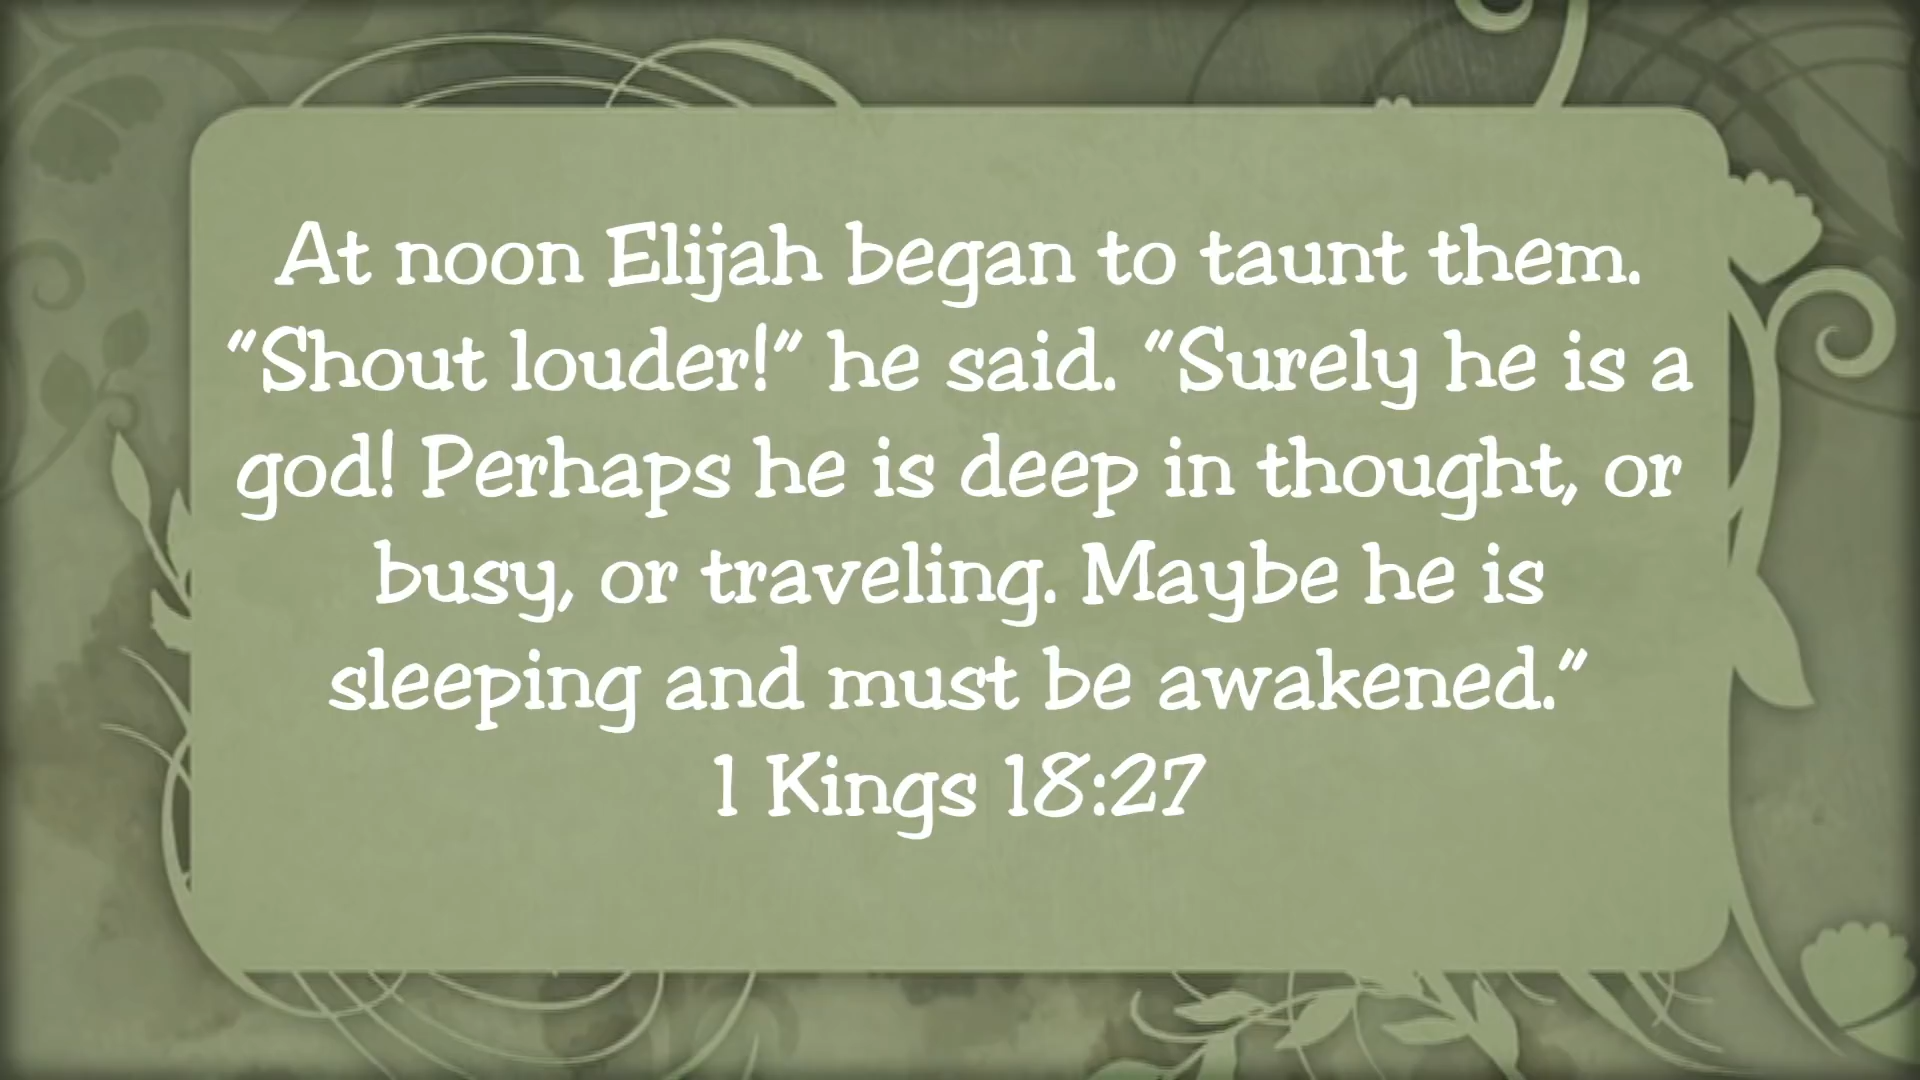 At noon Elijah began to taunt them.
“Shout louder!” he said. “Surely he is a
god! Perhaps he is deep in thought, or
busy, or traveling. Maybe he is
sleeping and must be awakened.”
1 Kings 18:27